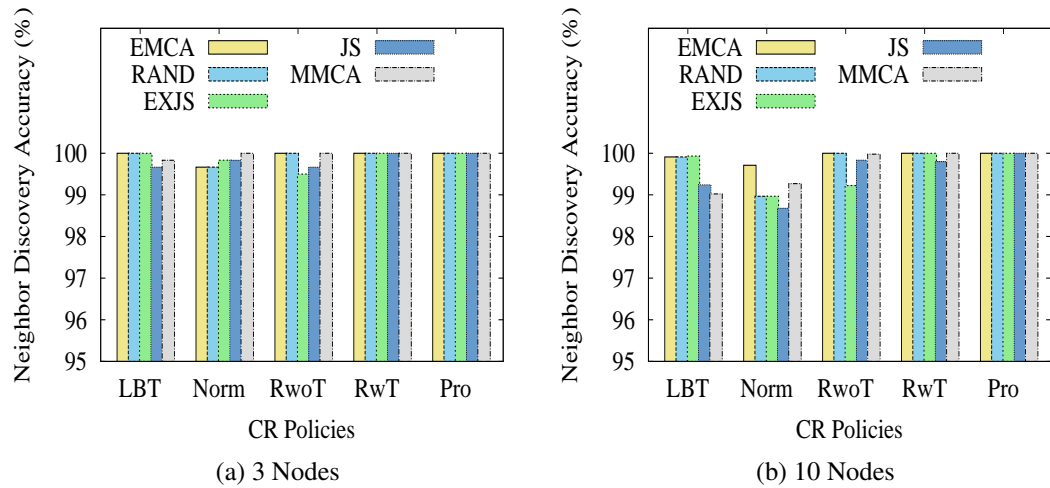 Neighbor Discovery Accuracy (%)
EMCA
RAND
EXJS
JS
MMCA
100
99
98
97
96
95
LBT Norm RwoT RwT Pro
CR Policies
(a) 3 Nodes
Neighbor Discovery Accuracy (%)
EMCA
RAND
EXJS
JS
MMCA
100
99
98
97
96
95
LBT Norm RwoT RwT Pro
CR Policies
(b) 10 Nodes